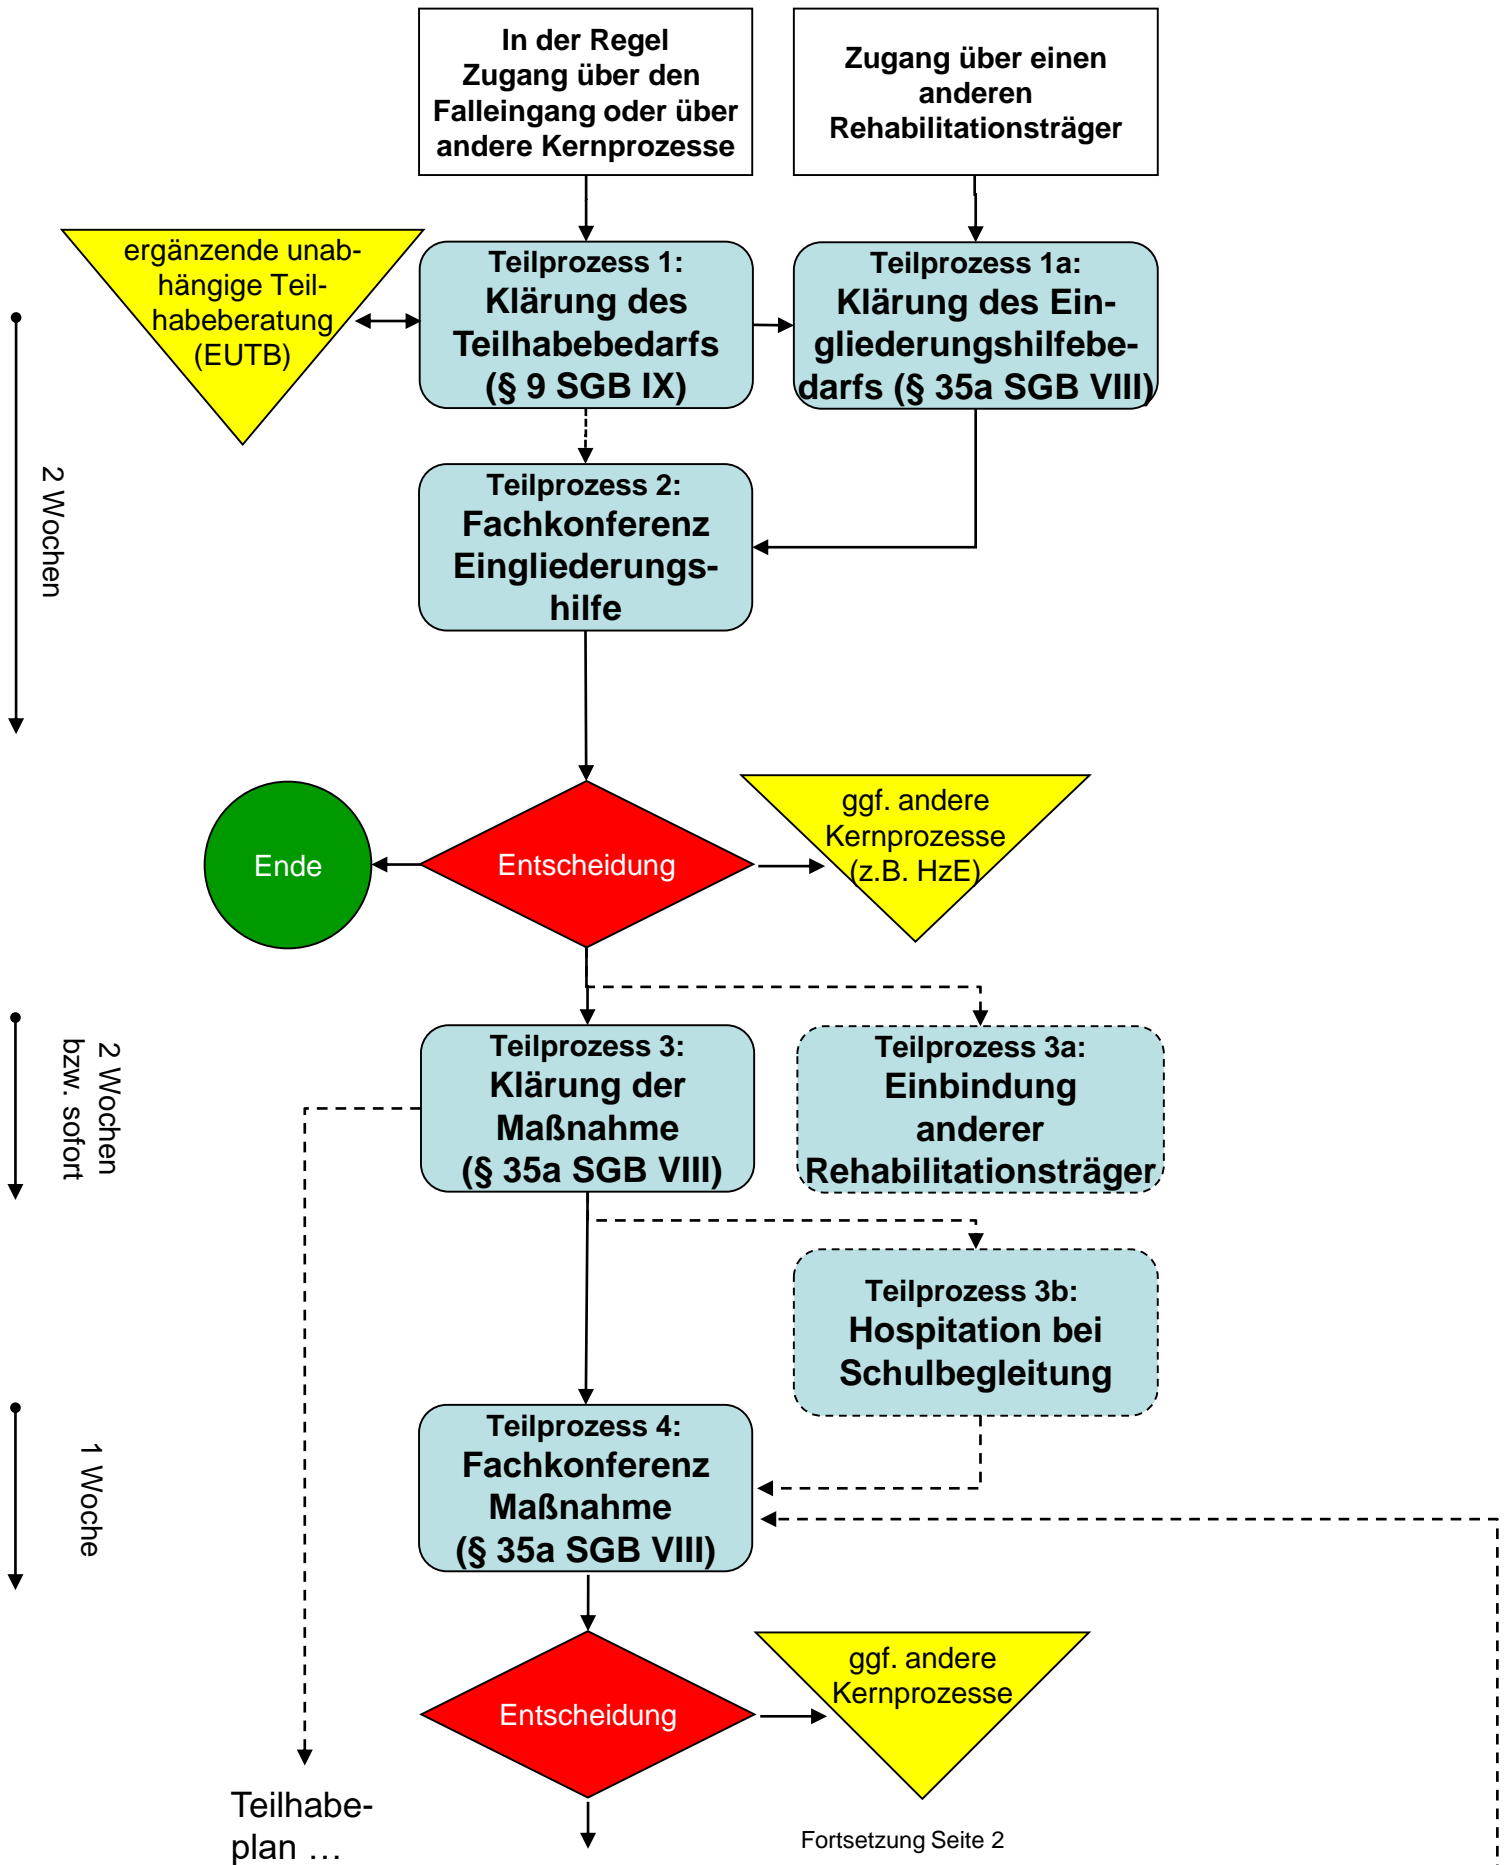 In der Regel
Zugang über den
Falleingang oder über
andere Kernprozesse
Zugang über einen
anderen
Rehabilitationsträger
ergänzende unab-
hängige Teil-
habeberatung
(EUTB)
Teilprozess 1:
Klärung des
Teilhabebedarfs
(§ 9 SGB IX)
Teilprozess 1a:
Klärung des Ein-
gliederungshilfebe-
darfs (§ 35a SGB VIII)
2 Wochen
Teilprozess 2:
Fachkonferenz
Eingliederungs-
hilfe
Ende
Entscheidung
ggf. andere
Kernprozesse
(z.B. HzE)
2 Wochen
bzw. sofort
Teilprozess 3:
Klärung der
Maßnahme
(§ 35a SGB VIII)
Teilprozess 3a:
Einbindung
anderer
Rehabilitationsträger
Teilprozess 3b:
Hospitation bei
Schulbegleitung
1 Woche
Teilprozess 4:
Fachkonferenz
Maßnahme
(§ 35a SGB VIII)
Entscheidung
ggf. andere
Kernprozesse
Teilhabe-
plan …
Fortsetzung Seite 2